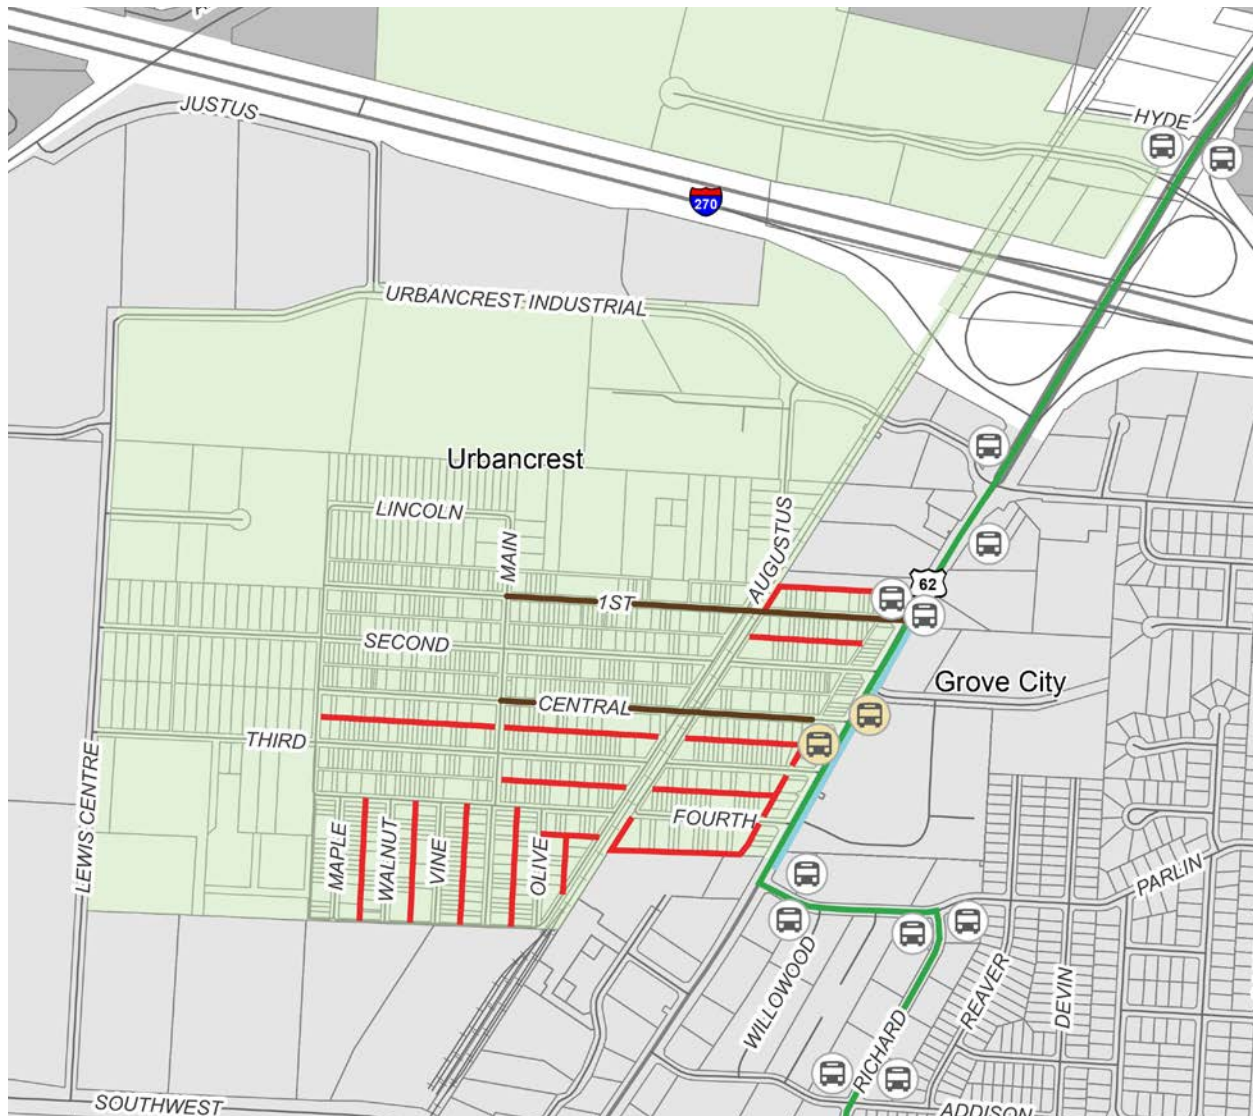 HYDE
JUSTUS
270
URBANCREST INDUSTRIAL
Urbancrest
LINCOLN
MAIN
AUGUSTUS
62
1ST
SECOND
Grove City
CENTRAL
THIRD
LEWIS CENTRE
FOURTH
MAPLE
WALNUT
VINE
OLIVE
PARLIN
WILLOWOOD
REAVER
DEVIN
RICHARD
SOUTHWEST
ADDISON